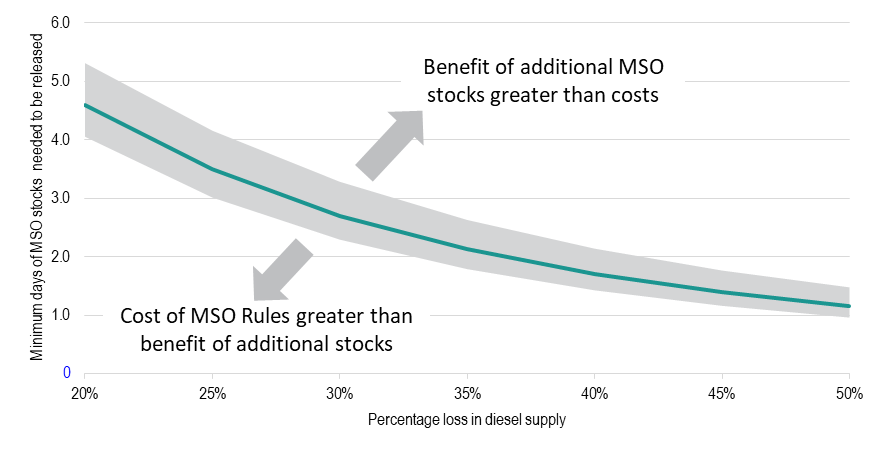 6.0
5.0
4.0
3.0
2.0
1.0
0
Minimum days of MSO stocks needed to be released
Benefit of additional MSO
stocks greater than costs
Cost of MSO Rules greater than
benefit of additional stocks
20%
25%
30%
35%
40%
45%
50%
Percentage loss in diesel supply